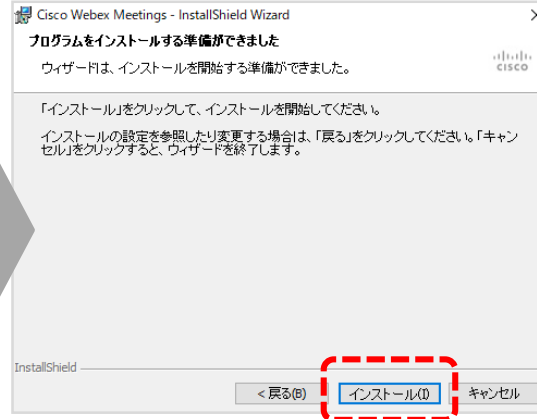 Cisco Webex Meetings - InstallShield Wizard
プログラムをインストールする準備ができました
ウィザードは、インストールを開始する準備ができました。
CISCO
「インストール」をクリックして、インストールを開始してください。
インストールの設定を参照したり変更する場合は、「戻る」をクリックしてください。「キャン
セル」をクリックすると、ウィザードを終了します。
InstallShield
< 戻る(B)
インストール(I)
キャンセル